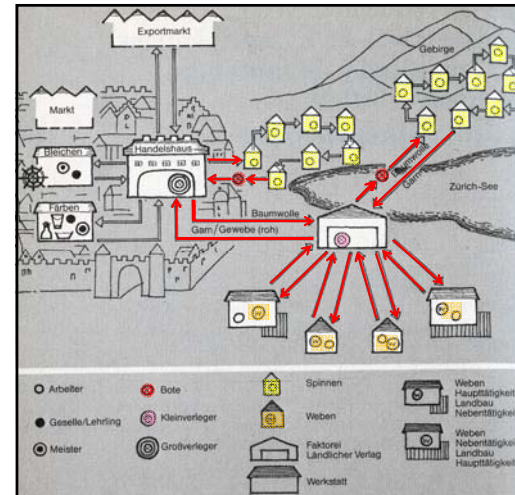 Exportmarkt
Gebirge
Markt
Bleichen
Handelshaus
Färben
Baumwolle
Garn
Zürich-See
Baumwolle
Garn/Gewebe (roh)
Arbeiter
Geselle/Lehrling
Meister
Bote
Kleinverleger
Großverleger
Spinnen
Weben
Faktorei
Ländlicher Verlag
Werkstatt
Weben
Haupttätigkeit
Landbau
Nebentätigkeit
Weben
Nebentätigkeit
Landbau
Haupttätigkeit